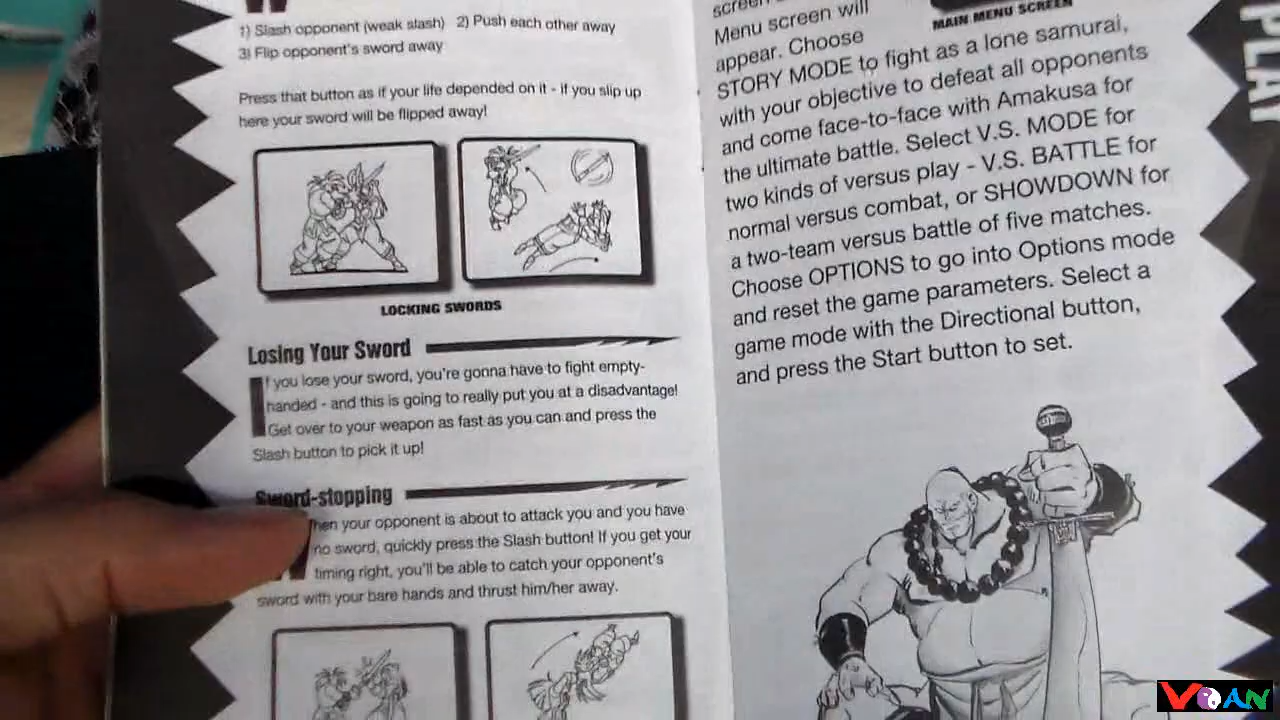 1) Slash opponent (weak slash) 2) Push each other away
3) Flip opponent's sword away
Press that button as if your life depended on it - if you slip up
here your sword will be flipped away!
LOCKING SWORDS
Losing Your Sword
If you lose your sword, you're gonna have to fight empty-
handed - and this is going to really put you at a disadvantage!
Get over to your weapon as fast as you can and press the
Slash button to pick it up!
Sword-stopping
When your opponent is about to attack you and you have
no sword, quickly press the Slash button! If you get your
timing right, you'll be able to catch your opponent's
sword with your bare hands and thrust him/her away.
screen
Menu screen will
appear. Choose
MAIN MENU SCREEN
STORY MODE to fight as a lone samurai,
with your objective to defeat all opponents
and come face-to-face with Amakusa for
the ultimate battle. Select V.S. MODE for
two kinds of versus play - V.S. BATTLE for
normal versus combat, or SHOWDOWN for
a two-team versus battle of five matches.
Choose OPTIONS to go into Options mode
and reset the game parameters. Select a
game mode with the Directional button,
and press the Start button to set.
PLAY
VOAN